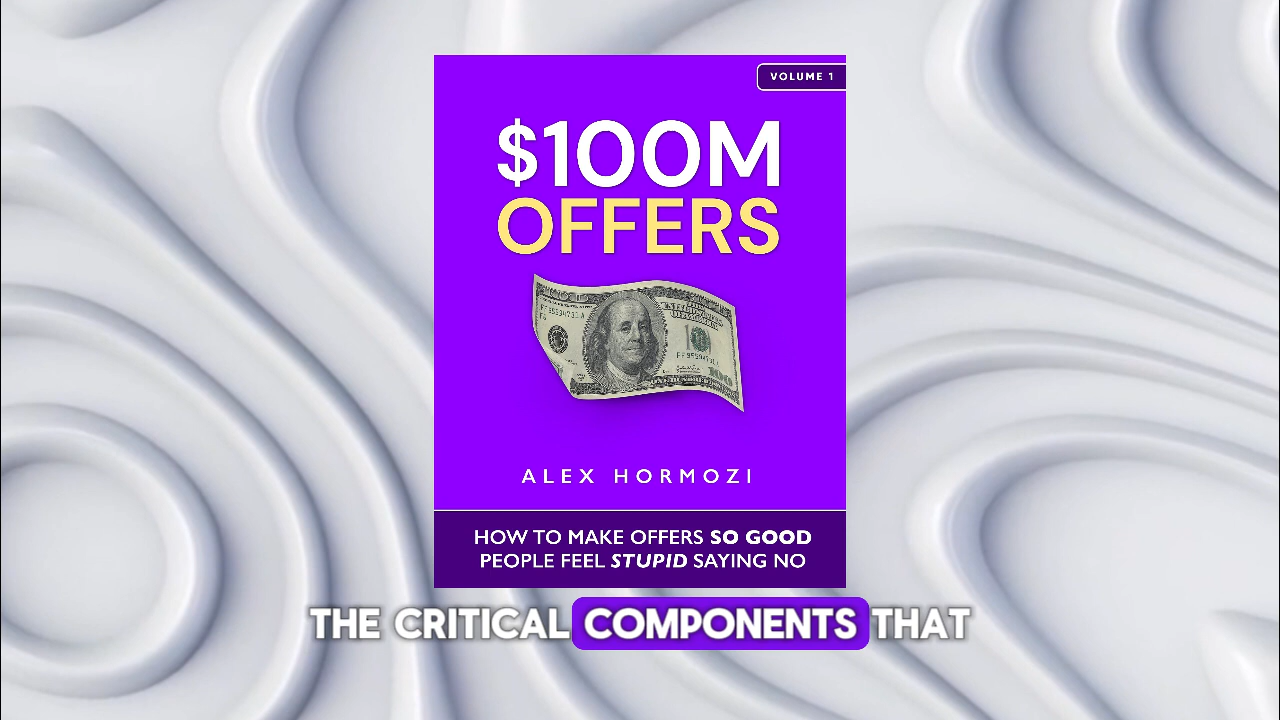 VOLUME 1
$100M
OFFERS
ALEX HORMOZI
HOW TO MAKE OFFERS SO GOOD
PEOPLE FEEL STUPID SAYING NO
THE CRITICAL COMPONENTS THAT